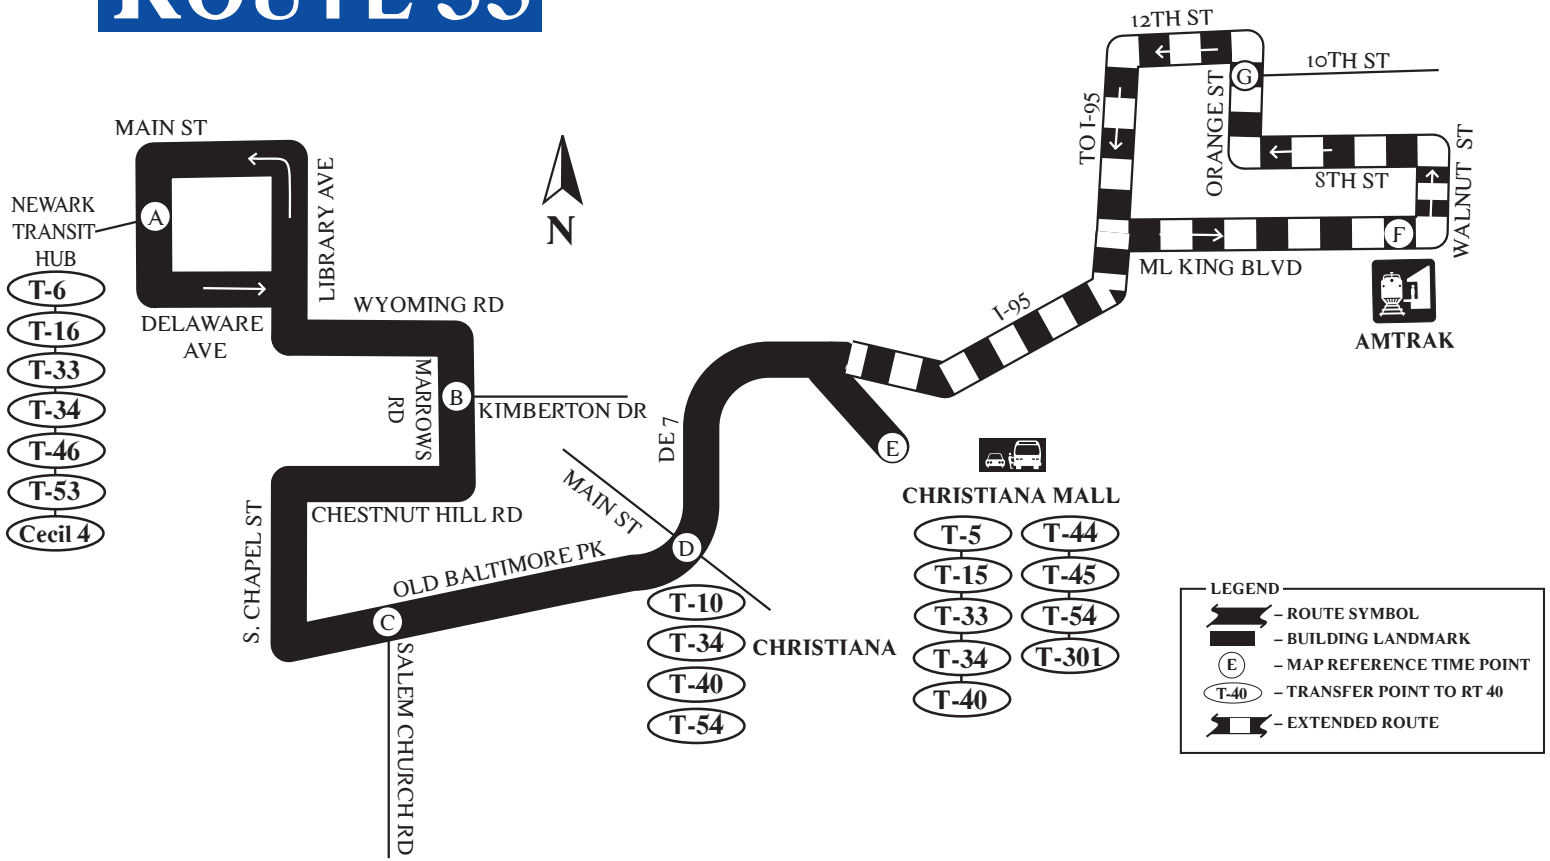 ROUTE 55
12TH ST
10TH ST
TO I-95
ORANGE ST
8TH ST
WALNUT ST
ML KING BLVD
I-95
AMTRAK
MAIN ST
LIBRARY AVE
NEWARK
TRANSIT
HUB
DELAWARE
AVE
WYOMING RD
MARROWS
RD
KIMBERTON DR
CHESTNUT HILL RD
S. CHAPEL ST
OLD BALTIMORE PK
SALEM CHURCH RD
MAIN ST
DE 7
N
A
B
C
D
E
F
G
T-6
T-16
T-33
T-34
T-46
T-53
Cecil 4
T-10
T-34
T-40
T-54
CHRISTIANA
CHRISTIANA MALL
T-5
T-15
T-33
T-34
T-40
T-44
T-45
T-54
T-301
LEGEND
– ROUTE SYMBOL
– BUILDING LANDMARK
E – MAP REFERENCE TIME POINT
T-40 – TRANSFER POINT TO RT 40
– EXTENDED ROUTE